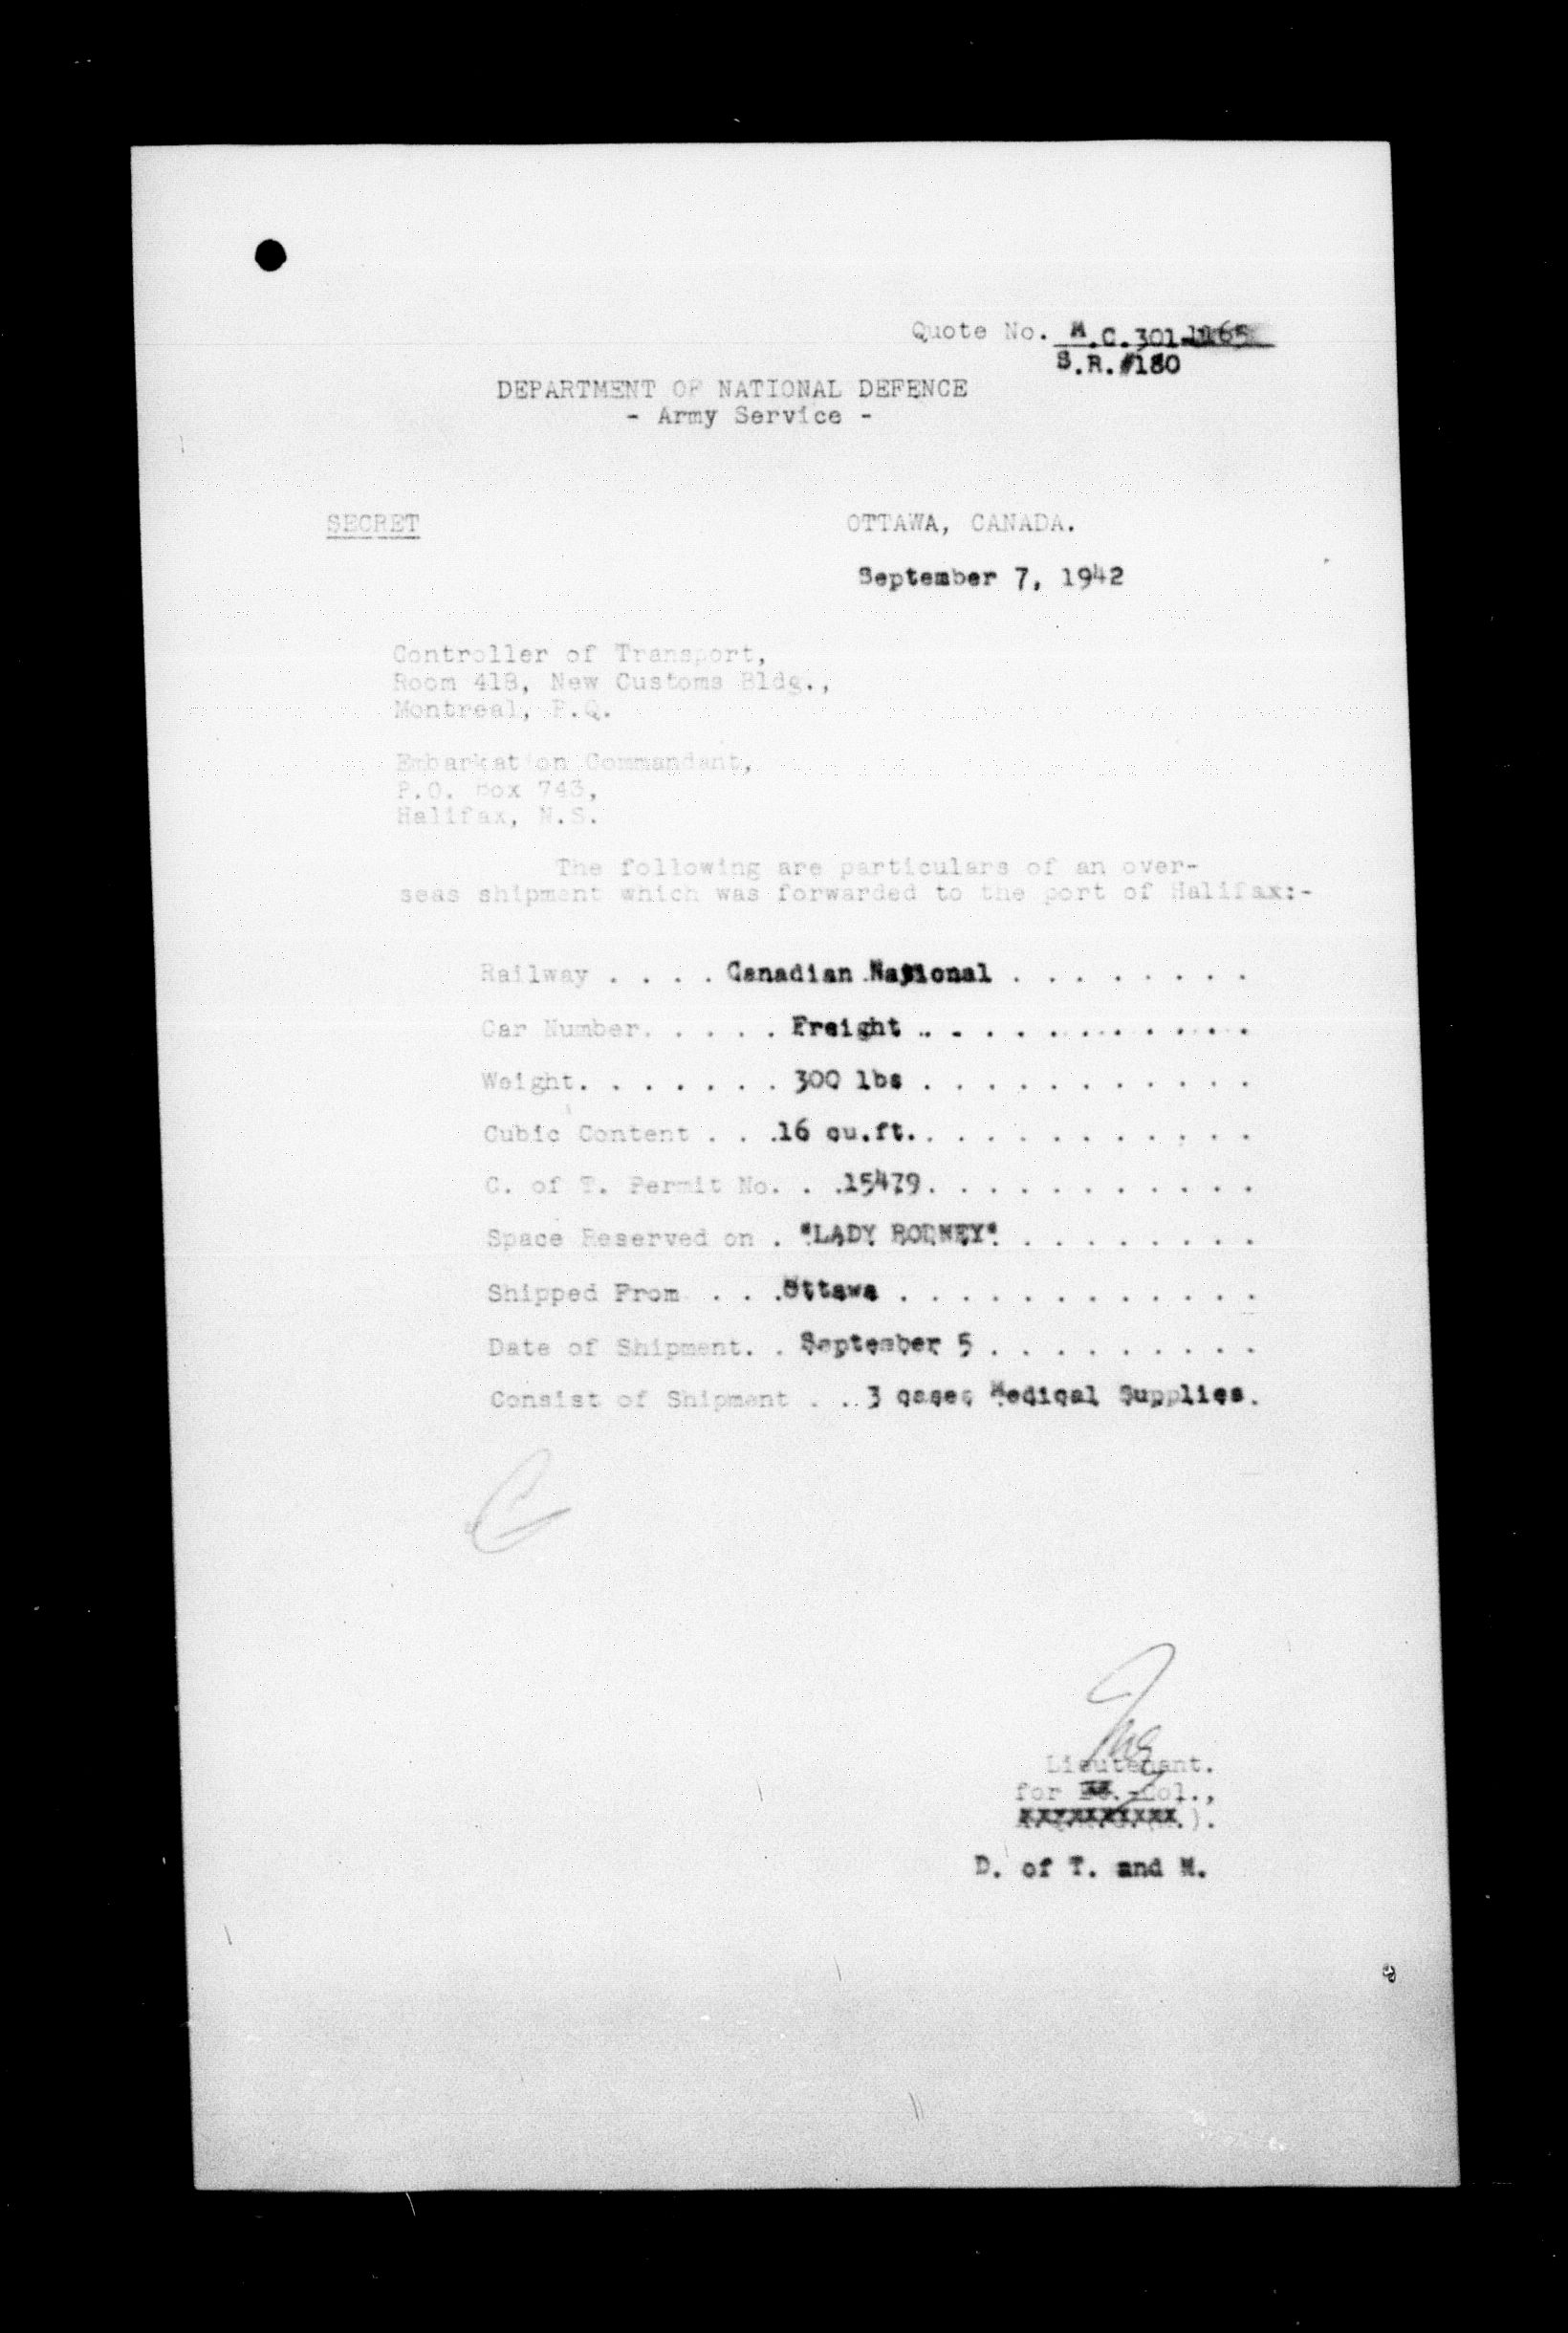 Quote No. M.C.301-1165
S.R.#180
DEPARTMENT OF NATIONAL DEFENCE
- Army Service -
SECRET OTTAWA, CANADA.
September 7, 1942
Controller of Transport,
Room 418, New Customs Bldg.,
Montreal, P.Q.
Embarkation Commandant,
P.O. Box 743,
Halifax, N.S.
The following are particulars of an over-
seas shipment which was forwarded to the port of Halifax:-
Railway . . . . Canadian National . . . . . . . .
Car Number. . . . . Freight . . . . . . . . . . .
Weight. . . . . . . 300 lbs . . . . . . . . . . .
Cubic Content . . .16 cu.ft. . . . . . . . . . . .
C. of T. Permit No. . .15479. . . . . . . . . . .
Space Reserved on . "LADY RODNEY" . . . . . . . . .
Shipped From . . .Ottawa . . . . . . . . . . . .
Date of Shipment. . September 5 . . . . . . . . .
Consist of Shipment . . 3 cases Medical Supplies.
Lieutenant.
for Col.,
D. of T. and M.